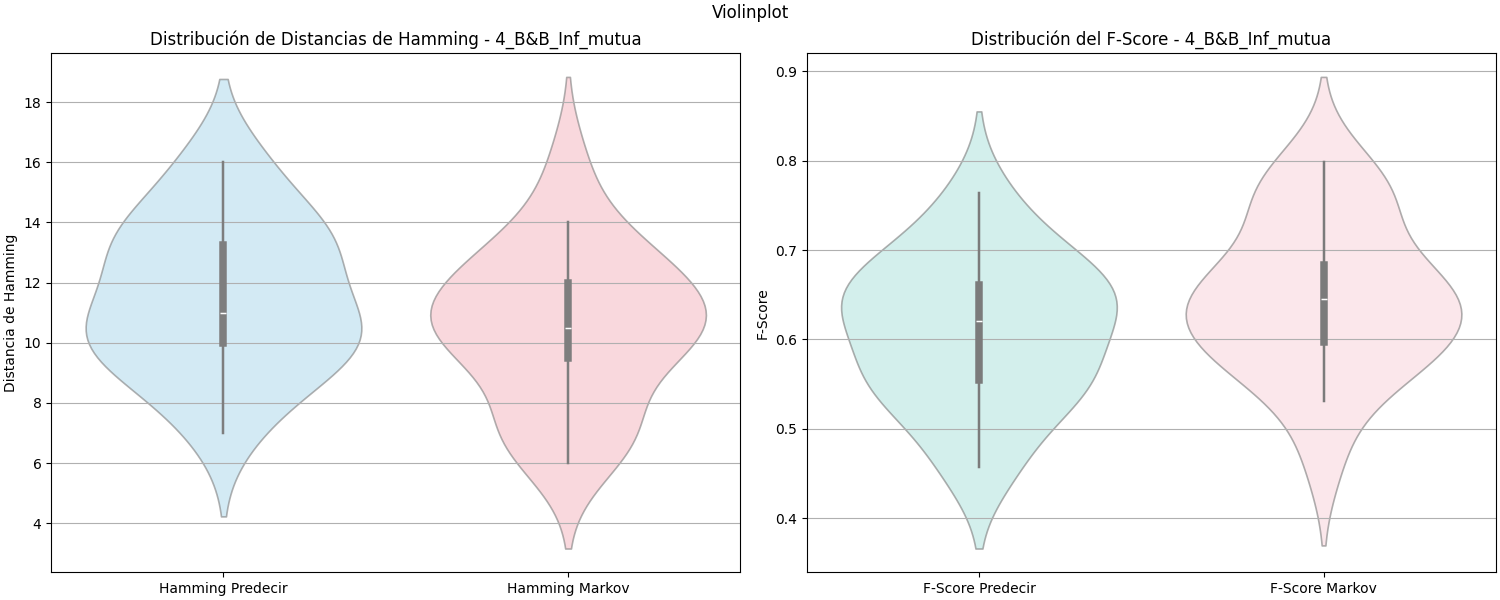 Violinplot
Distribución de Distancias de Hamming - 4_B&B_Inf_mutua
Distancia de Hamming
18
16
14
12
10
8
6
4
Hamming Predecir
Hamming Markov
Distribución del F-Score - 4_B&B_Inf_mutua
F-Score
0.9
0.8
0.7
0.6
0.5
0.4
F-Score Predecir
F-Score Markov